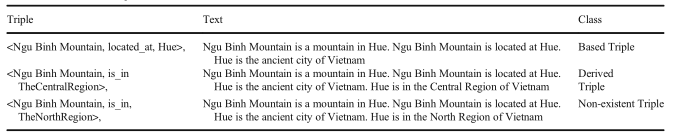 Triple Text Class
<Ngu Binh Mountain, located_at, Hue>, Ngu Binh Mountain is a mountain in Hue. Ngu Binh Mountain is located at Hue. Based Triple
Hue is the ancient city of Vietnam
<Ngu Binh Mountain, is_in Ngu Binh Mountain is a mountain in Hue. Ngu Binh Mountain is located at Hue. Derived
TheCentralRegion>, Hue is the ancient city of Vietnam. Hue is in the Central Region of Vietnam Triple
<Ngu Binh Mountain, is_in, Ngu Binh Mountain is a mountain in Hue. Ngu Binh Mountain is located at Hue. Non-existent Triple
TheNorthRegion>, Hue is the ancient city of Vietnam. Hue is in the North Region of Vietnam